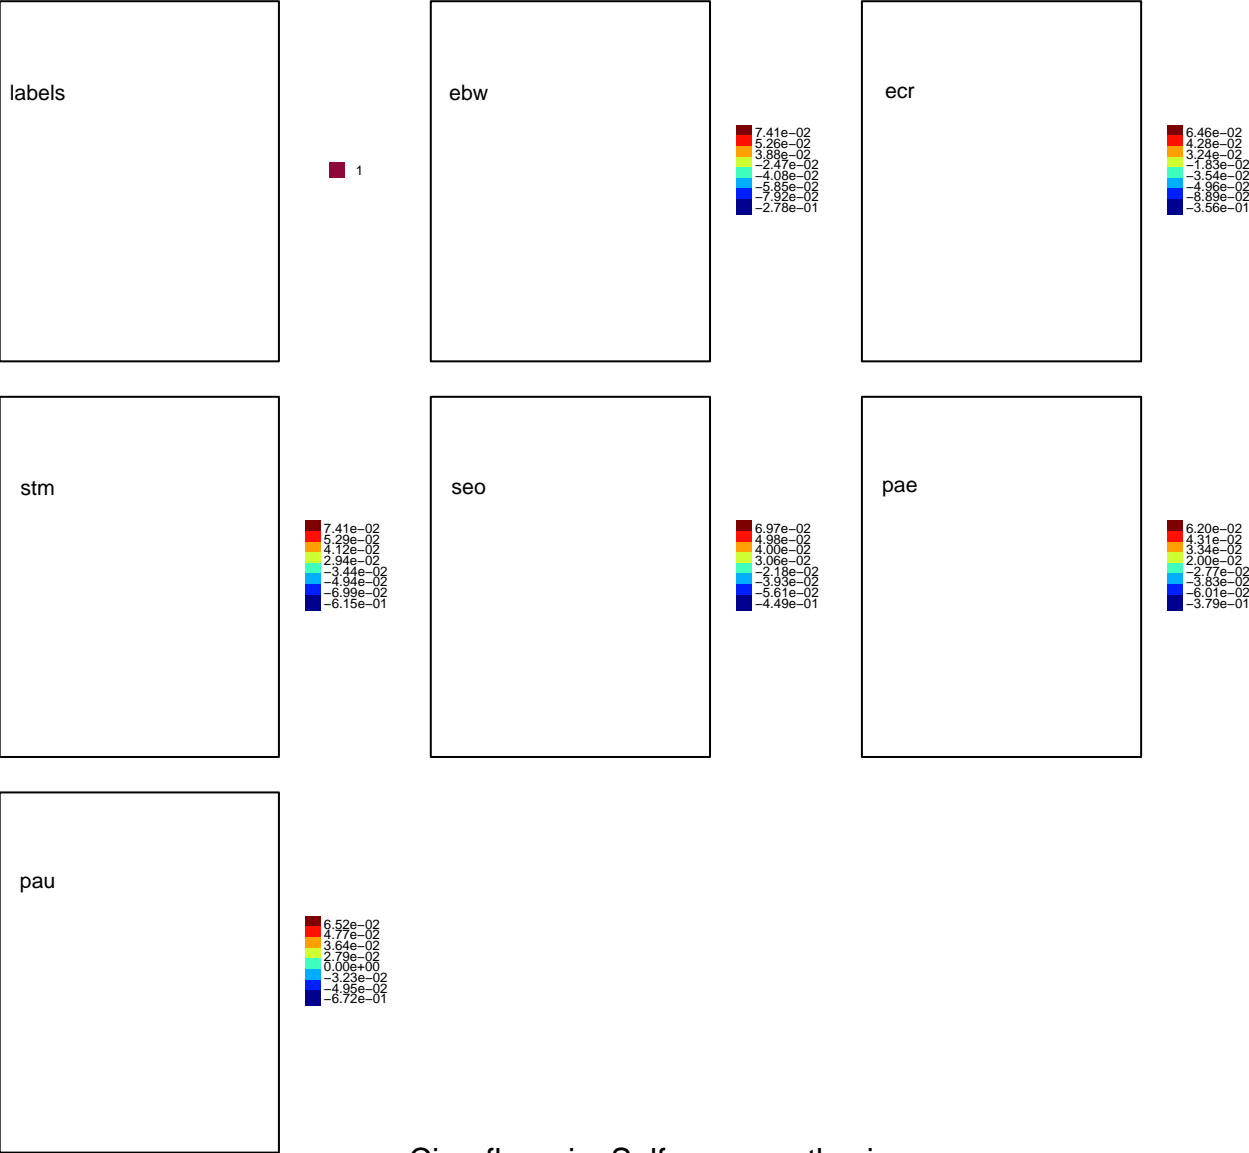 labels
1
ebw
7.41e−02
5.26e−02
3.88e−02
−2.47e−02
−4.08e−02
−5.85e−02
−7.92e−02
−2.78e−01
ecr
6.46e−02
4.28e−02
3.24e−02
−1.83e−02
−3.54e−02
−4.96e−02
−8.89e−02
−3.56e−01
stm
7.41e−02
5.29e−02
4.12e−02
2.94e−02
−3.44e−02
−4.94e−02
−6.99e−02
−6.15e−01
seo
6.97e−02
4.98e−02
4.00e−02
3.06e−02
−2.18e−02
−3.93e−02
−5.61e−02
−4.49e−01
pae
6.20e−02
4.31e−02
3.34e−02
2.00e−02
−2.77e−02
−3.83e−02
−6.01e−02
−3.79e−01
pau
6.52e−02
4.77e−02
3.64e−02
2.79e−02
0.00e+00
−3.23e−02
−4.95e−02
−6.72e−01